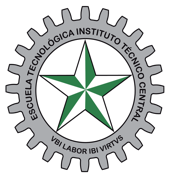 ESCUELA TECNOLÓGICA INSTITUTO TÉCNICO CENTRAL
VBI LABOR IBI VIRTVS